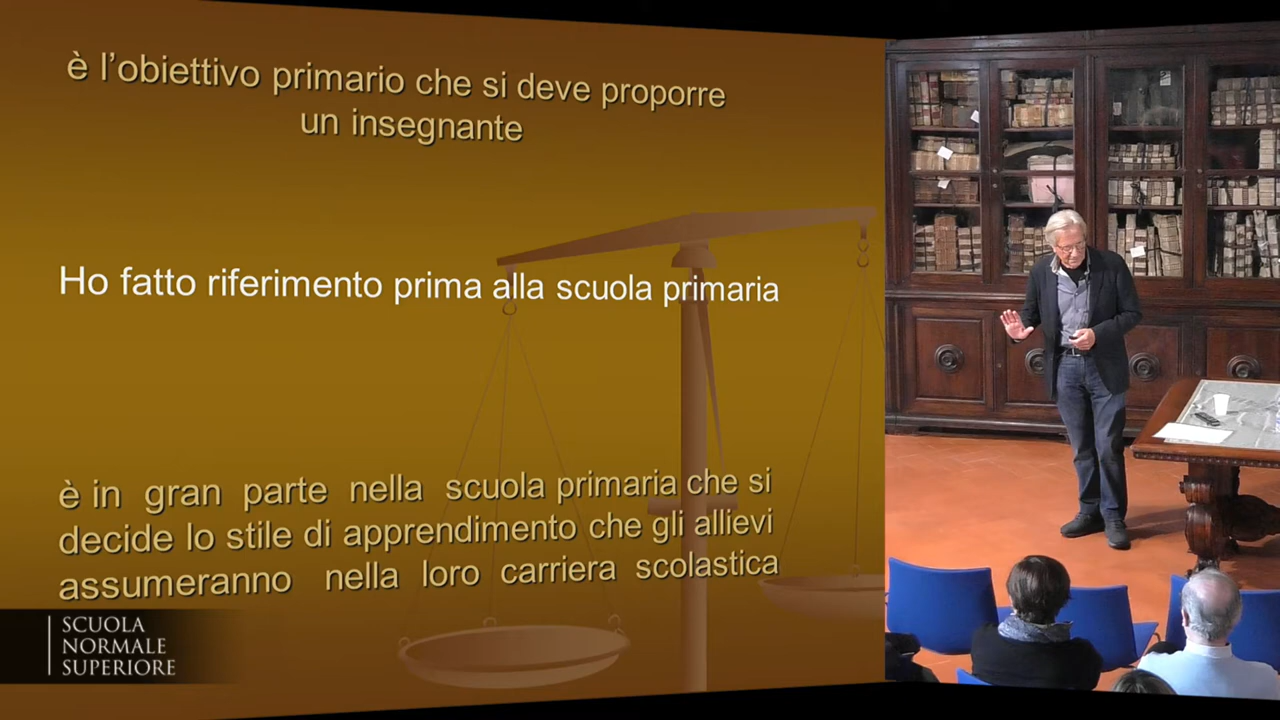 è l'obiettivo primario che si deve proporre
un insegnante
Ho fatto riferimento prima alla scuola primaria
è in gran parte nella scuola primaria che si
decide lo stile di apprendimento che gli allievi
assumeranno nella loro carriera scolastica
SCUOLA
NORMALE
SUPERIORE